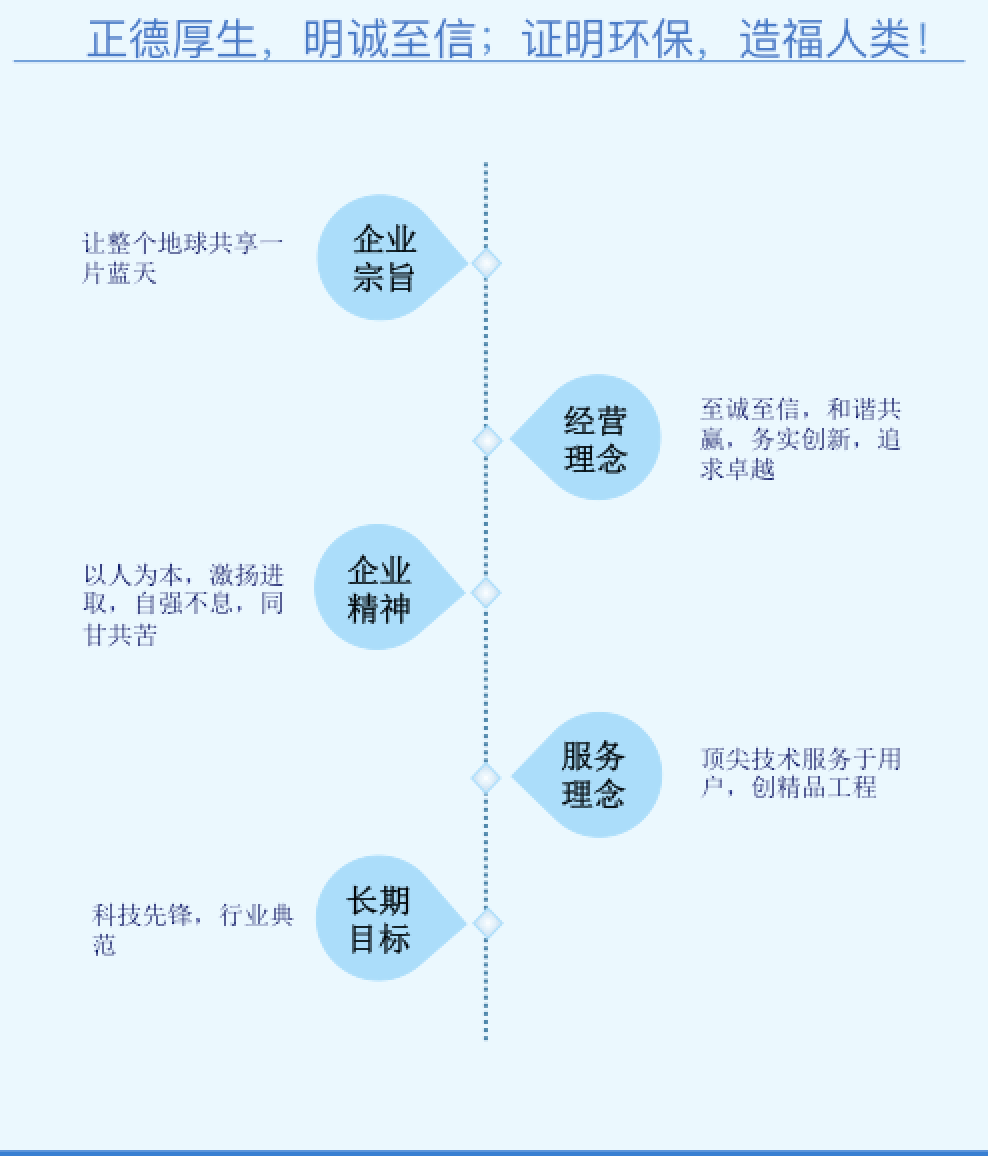 正德厚生，明诚至信；证明环保，造福人类！
企业
宗旨
让整个地球共享一
片蓝天
经营
理念
至诚至信，和谐共
赢，务实创新，追
求卓越
企业
精神
以人为本，激扬进
取，自强不息，同
甘共苦
服务
理念
顶尖技术服务于用
户，创精品工程
长期
目标
科技先锋，行业典
范